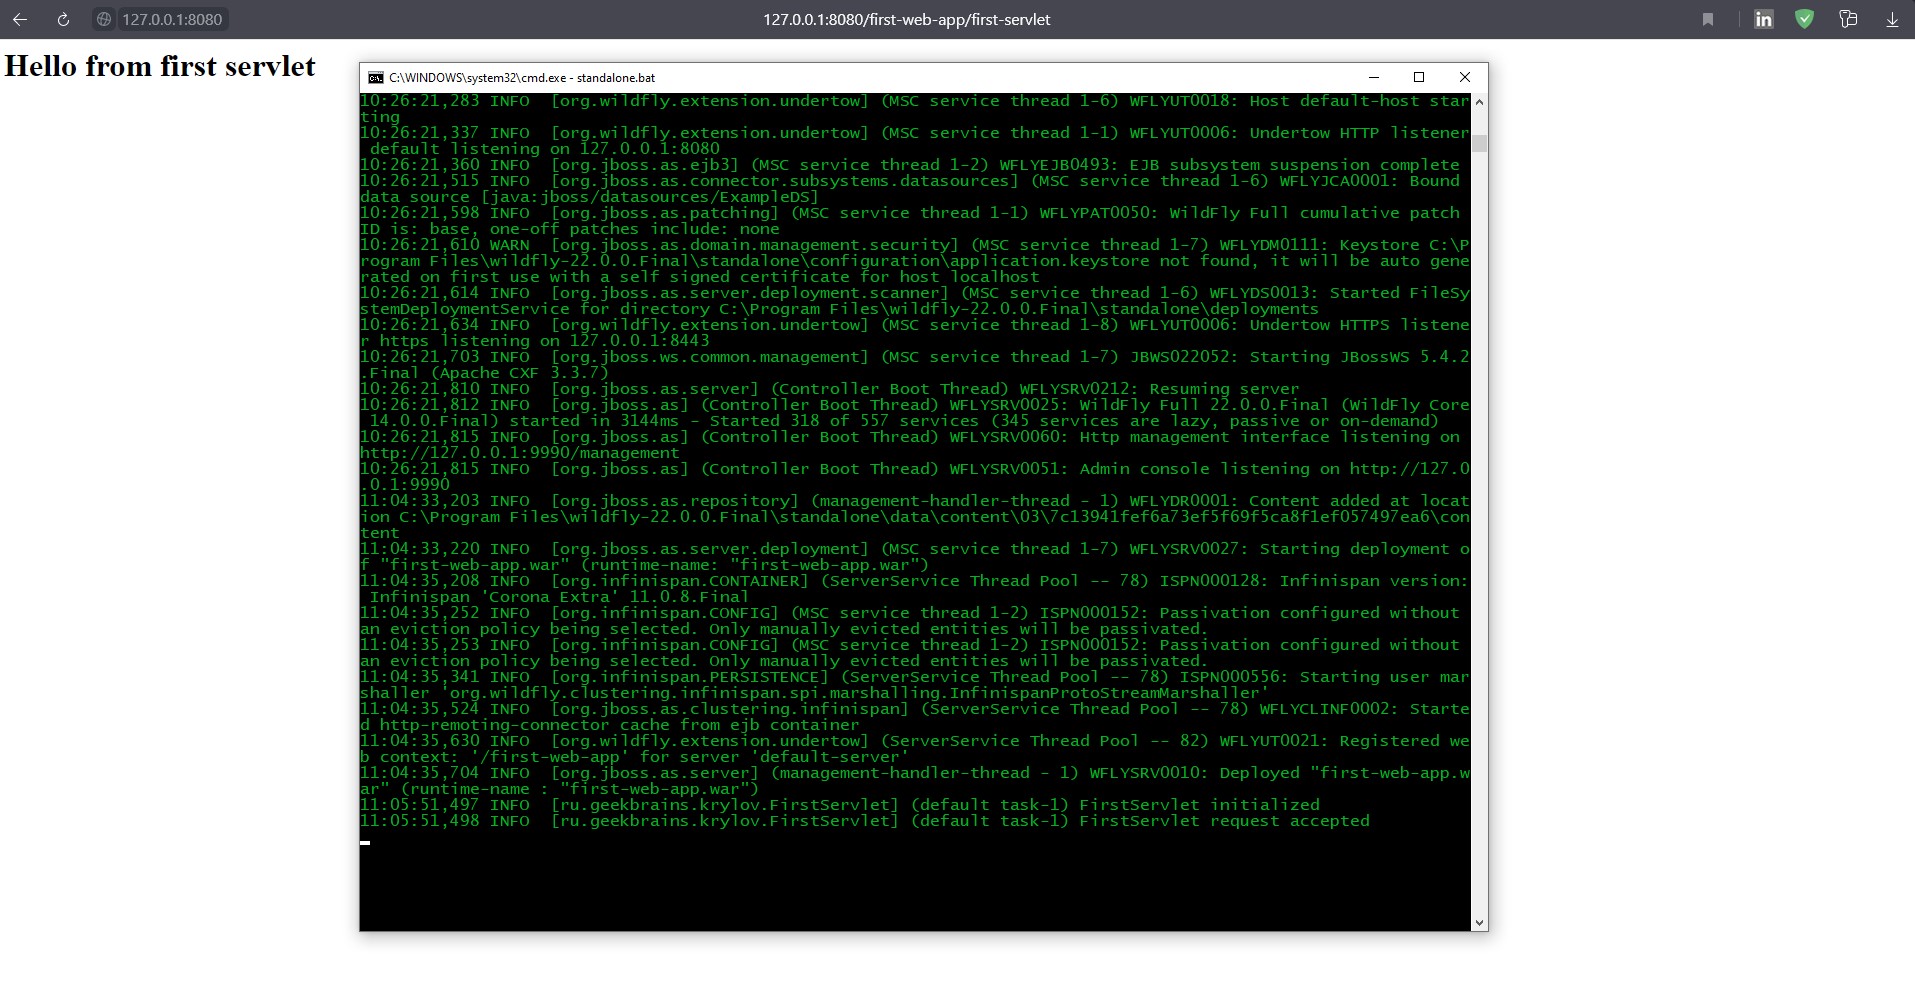 127.0.0.1:8080
127.0.0.1:8080/first-web-app/first-servlet
in
Hello from first servlet
C:\WINDOWS\system32\cmd.exe - standalone.bat
10:26:21,283 INFO  [org.wildfly.extension.undertow] (MSC service thread 1-6) WFLYUT0018: Host default-host star
ting
10:26:21,337 INFO  [org.wildfly.extension.undertow] (MSC service thread 1-1) WFLYUT0006: Undertow HTTP listener
 default listening on 127.0.0.1:8080
10:26:21,360 INFO  [org.jboss.as.ejb3] (MSC service thread 1-2) WFLYEJB0493: EJB subsystem suspension complete
10:26:21,515 INFO  [org.jboss.as.connector.subsystems.datasources] (MSC service thread 1-6) WFLYJCA0001: Bound
data source [java:jboss/datasources/ExampleDS]
10:26:21,598 INFO  [org.jboss.as.patching] (MSC service thread 1-1) WFLYPAT0050: WildFly Full cumulative patch
ID is: base, one-off patches include: none
10:26:21,610 WARN  [org.jboss.as.domain.management.security] (MSC service thread 1-7) WFLYDM0111: Keystore C:\P
rogram Files\wildfly-22.0.0.Final\standalone\configuration\application.keystore not found, it will be auto gene
rated on first use with a self signed certificate for host localhost
10:26:21,614 INFO  [org.jboss.as.server.deployment.scanner] (MSC service thread 1-6) WFLYDS0013: Started FileSy
stemDeploymentService for directory C:\Program Files\wildfly-22.0.0.Final\standalone\deployments
10:26:21,634 INFO  [org.wildfly.extension.undertow] (MSC service thread 1-8) WFLYUT0006: Undertow HTTPS listene
r https listening on 127.0.0.1:8443
10:26:21,703 INFO  [org.jboss.ws.common.management] (MSC service thread 1-7) JBWS022052: Starting JBossWS 5.4.2
.Final (Apache CXF 3.3.7)
10:26:21,810 INFO  [org.jboss.as.server] (Controller Boot Thread) WFLYSRV0212: Resuming server
10:26:21,812 INFO  [org.jboss.as] (Controller Boot Thread) WFLYSRV0025: WildFly Full 22.0.0.Final (WildFly Core
 14.0.0.Final) started in 3144ms - Started 318 of 557 services (345 services are lazy, passive or on-demand)
10:26:21,815 INFO  [org.jboss.as] (Controller Boot Thread) WFLYSRV0060: Http management interface listening on
http://127.0.0.1:9990/management
10:26:21,815 INFO  [org.jboss.as] (Controller Boot Thread) WFLYSRV0051: Admin console listening on http://127.0
.0.1:9990
11:04:33,203 INFO  [org.jboss.as.repository] (management-handler-thread - 1) WFLYDR0001: Content added at locat
ion C:\Program Files\wildfly-22.0.0.Final\standalone\data\content\03\7c13941fef6a73ef5f69f5ca8f1ef057497ea6\con
tent
11:04:33,220 INFO  [org.jboss.as.server.deployment] (MSC service thread 1-7) WFLYSRV0027: Starting deployment o
f "first-web-app.war" (runtime-name: "first-web-app.war")
11:04:35,208 INFO  [org.infinispan.CONTAINER] (ServerService Thread Pool -- 78) ISPN000128: Infinispan version:
 Infinispan 'Corona Extra' 11.0.8.Final
11:04:35,252 INFO  [org.infinispan.CONFIG] (MSC service thread 1-2) ISPN000152: Passivation configured without
an eviction policy being selected. Only manually evicted entities will be passivated.
11:04:35,253 INFO  [org.infinispan.CONFIG] (MSC service thread 1-2) ISPN000152: Passivation configured without
an eviction policy being selected. Only manually evicted entities will be passivated.
11:04:35,341 INFO  [org.infinispan.PERSISTENCE] (ServerService Thread Pool -- 78) ISPN000556: Starting user mar
shaller 'org.wildfly.clustering.infinispan.spi.marshalling.InfinispanProtoStreamMarshaller'
11:04:35,524 INFO  [org.jboss.as.clustering.infinispan] (ServerService Thread Pool -- 78) WFLYCLINF0002: Starte
d http-remoting-connector cache from ejb container
11:04:35,630 INFO  [org.wildfly.extension.undertow] (ServerService Thread Pool -- 82) WFLYUT0021: Registered we
b context: '/first-web-app' for server 'default-server'
11:04:35,704 INFO  [org.jboss.as.server] (management-handler-thread - 1) WFLYSRV0010: Deployed "first-web-app.w
ar" (runtime-name : "first-web-app.war")
11:05:51,497 INFO  [ru.geekbrains.krylov.FirstServlet] (default task-1) FirstServlet initialized
11:05:51,498 INFO  [ru.geekbrains.krylov.FirstServlet] (default task-1) FirstServlet request accepted